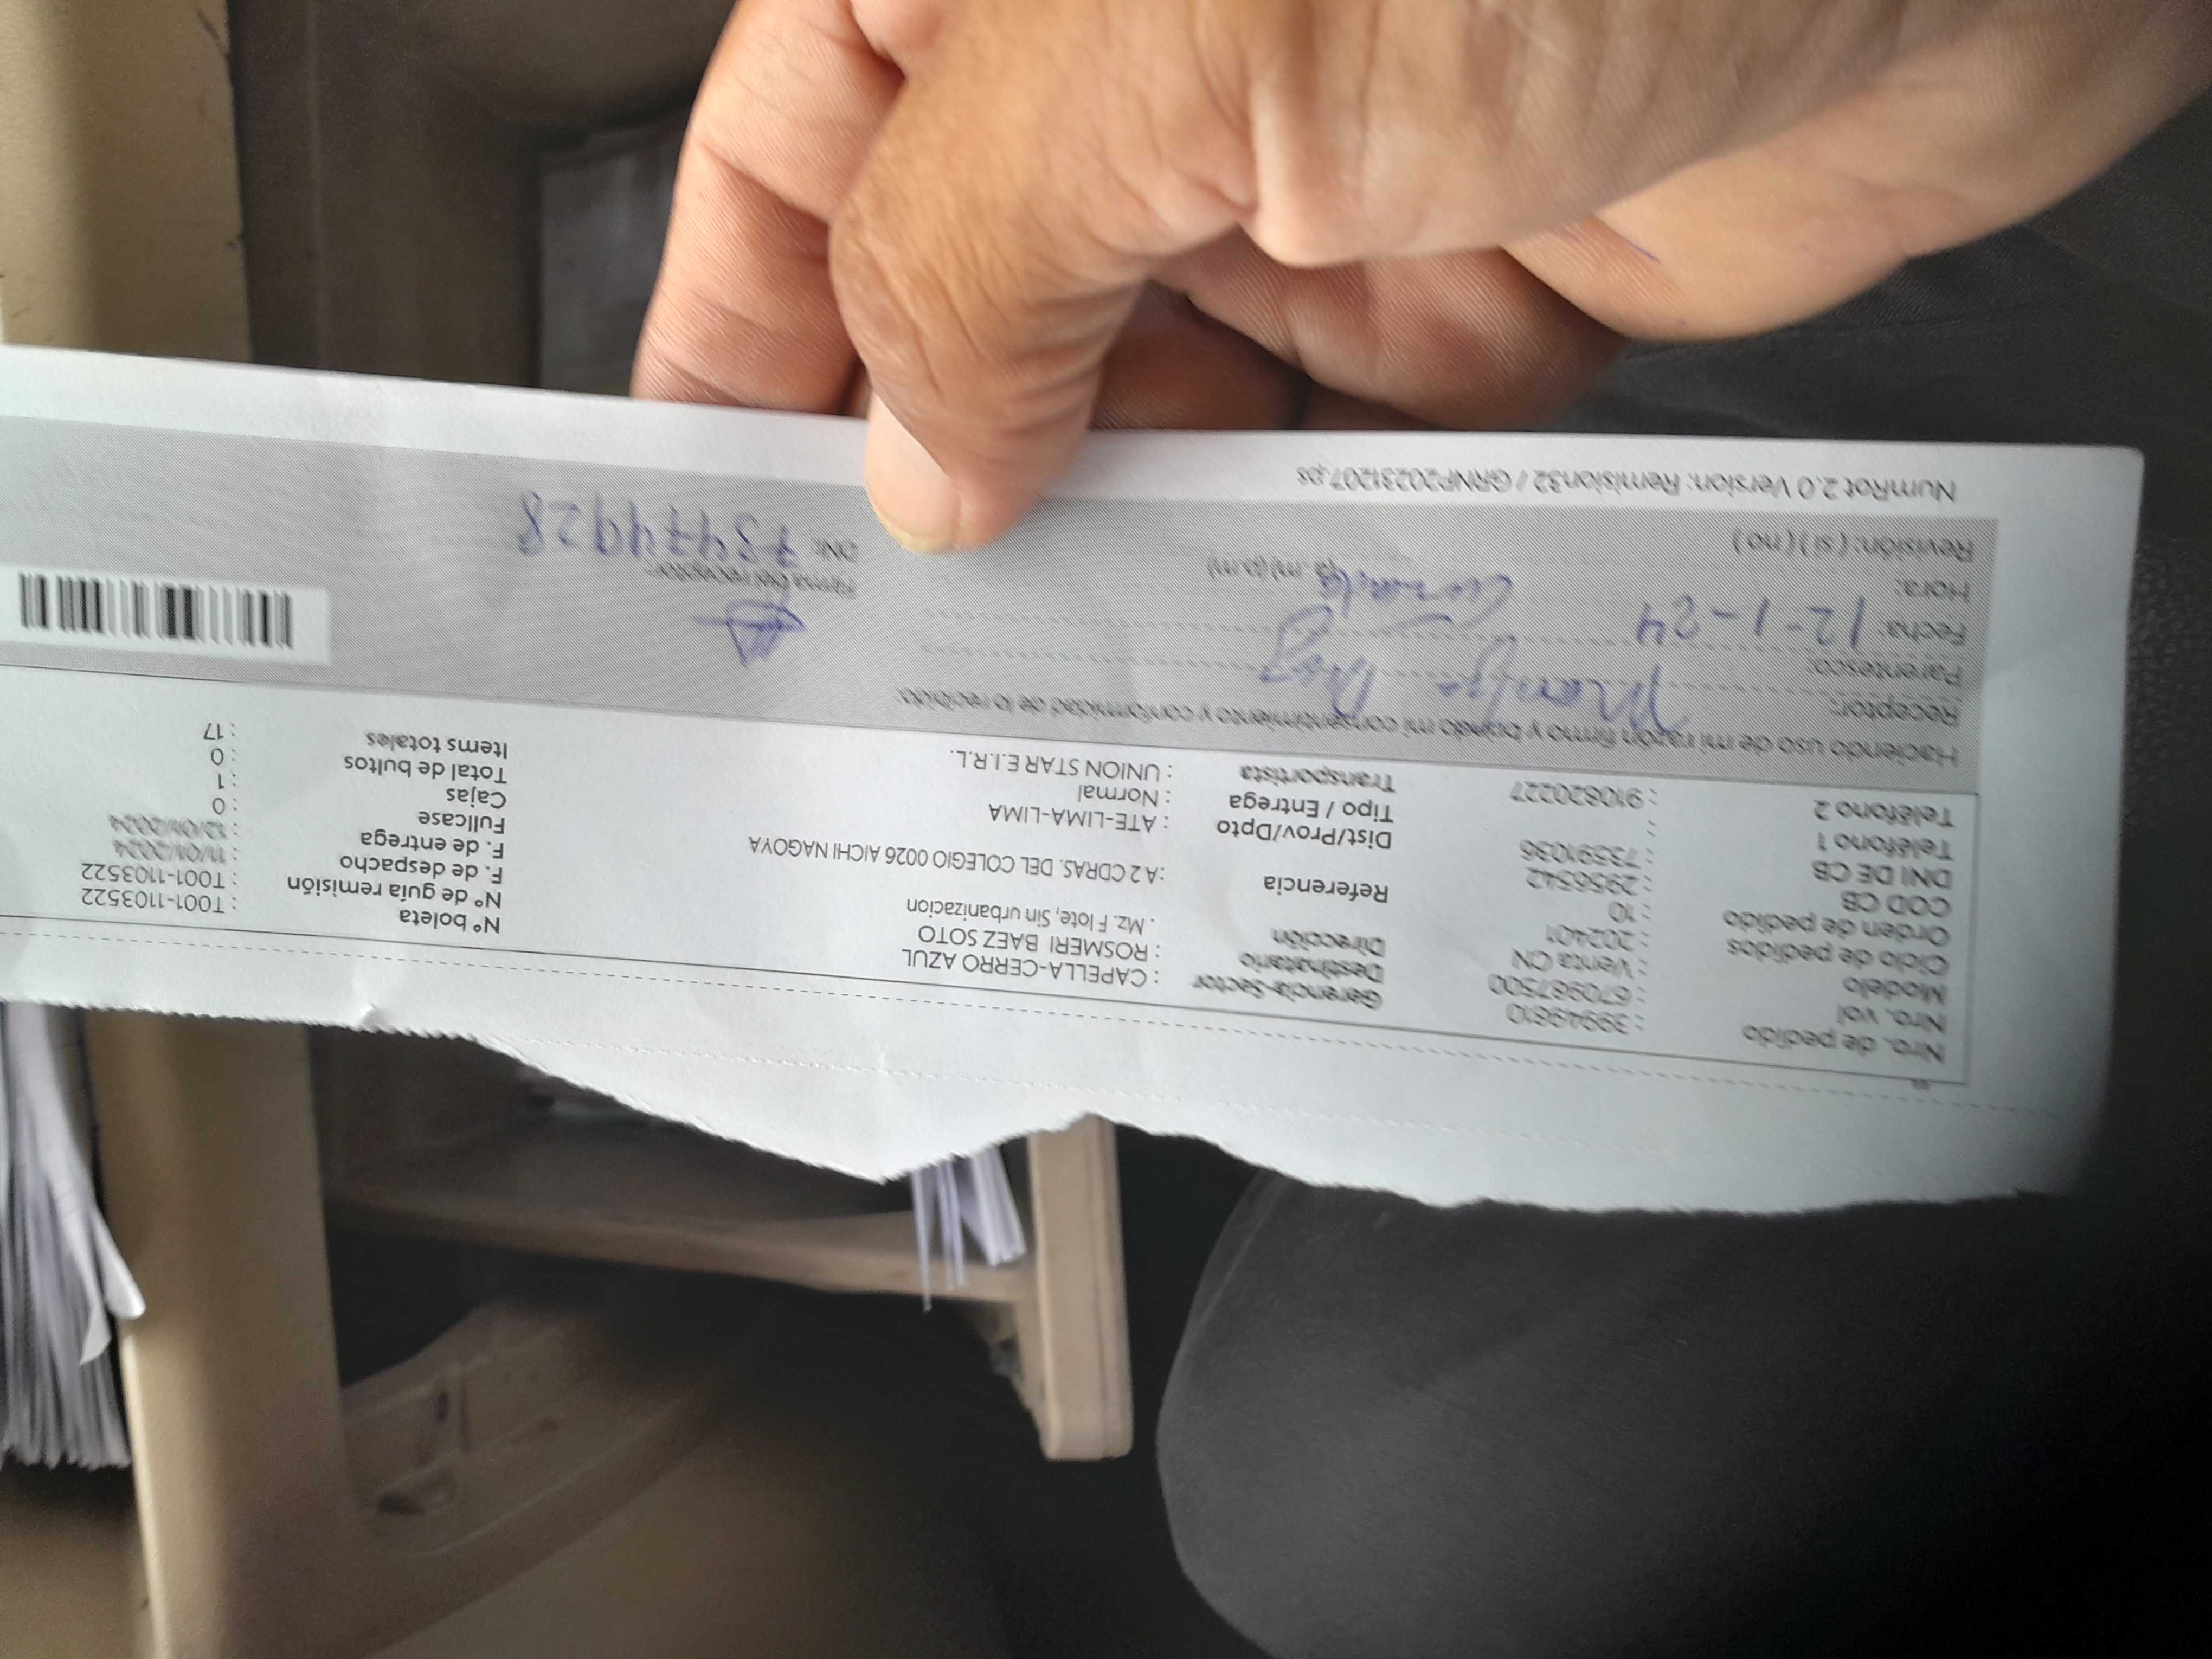 Nro. de pedido : 39949610
Nro. vol : 670987500
Modelo : Venta CN
Ciclo de pedidos : 202401
Orden de pedido : 10
COD CB : 2956542
DNI DE CB : 73591036
Teléfono 1 :
Teléfono 2 : 910820227
Gerencia-Sector : CAPELLA-CERRO AZUL
Destinatario : ROSMERI BAEZ SOTO
Dirección . Mz. F lote, Sin urbanizacion
Referencia : A 2 CDRAS. DEL COLEGIO 0026 AICHI NAGOYA
Dist/Prov/Dpto : ATE-LIMA-LIMA
Tipo / Entrega : Normal
Transportista : UNION STAR E.I.R.L.
N° boleta : T001-1103522
N° de guía remisión : T001-1103522
F. de despacho : 11/01/2024
F. de entrega : 12/01/2024
Fullcase : 0
Cajas : 1
Total de bultos : 0
Items totales : 17
Haciendo uso de mi razón firmo y brindo mi consentimiento y conformidad de lo recibido.
Receptor:
Parentesco:
Fecha: 12-1-24
Hora: (a.m)(p.m)
Revisión: (si) (no)
Firma del receptor:
DNI: 73474928
NumRot 2.0 Version: Remision32 / GRNP20231207.ps